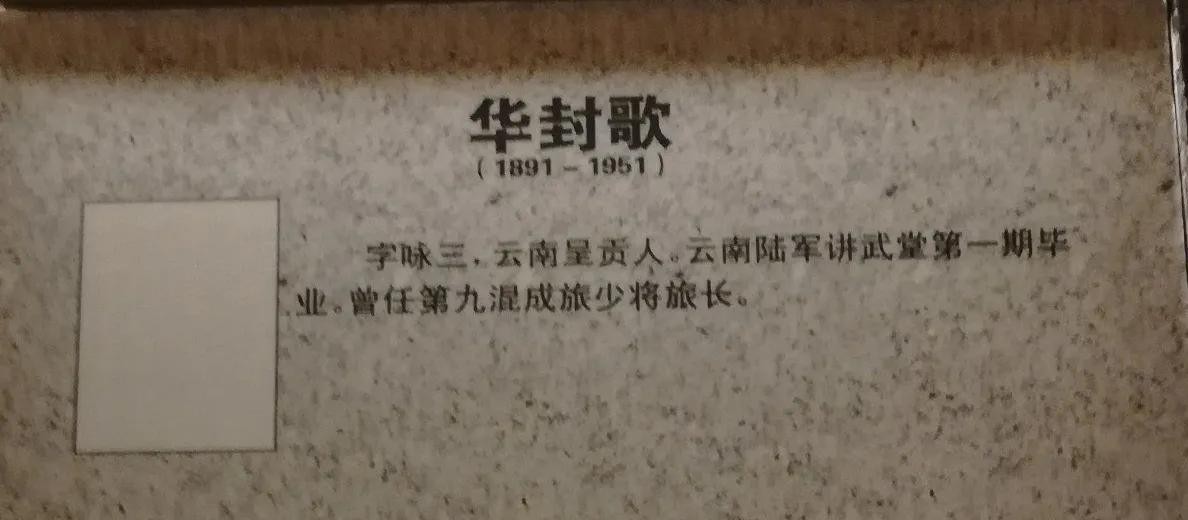 华封歌
（1891－1951）
字咏三，云南呈贡人。云南陆军讲武堂第一期毕
业。曾任第九混成旅少将旅长。